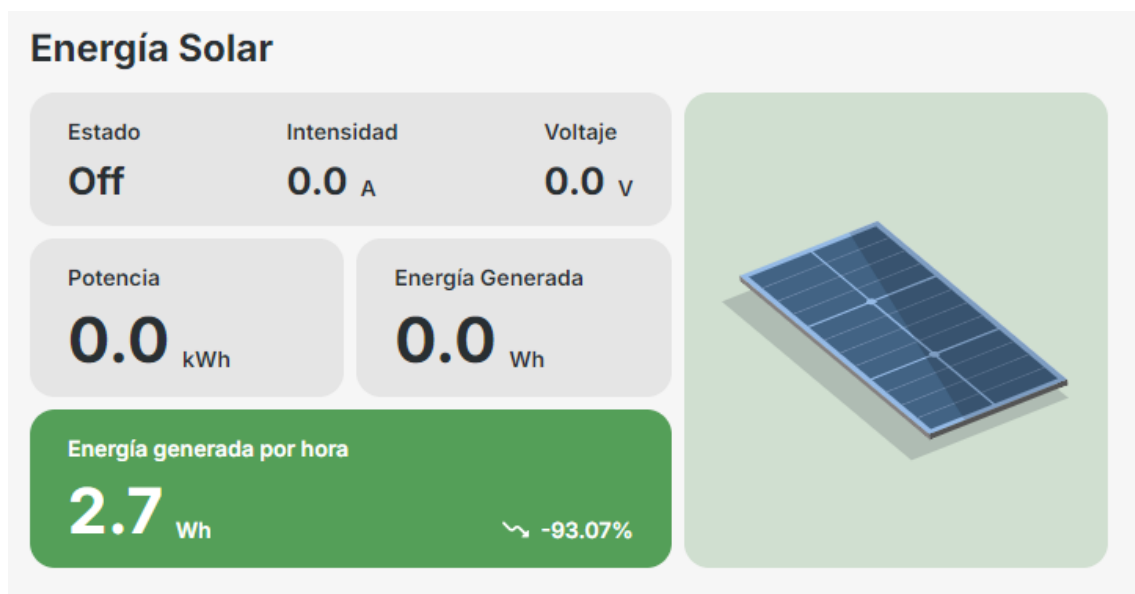 Energía Solar
Estado Intensidad Voltaje
Off 0.0 A 0.0 V
Potencia Energía Generada
0.0 kWh 0.0 Wh
Energía generada por hora
2.7 Wh -93.07%